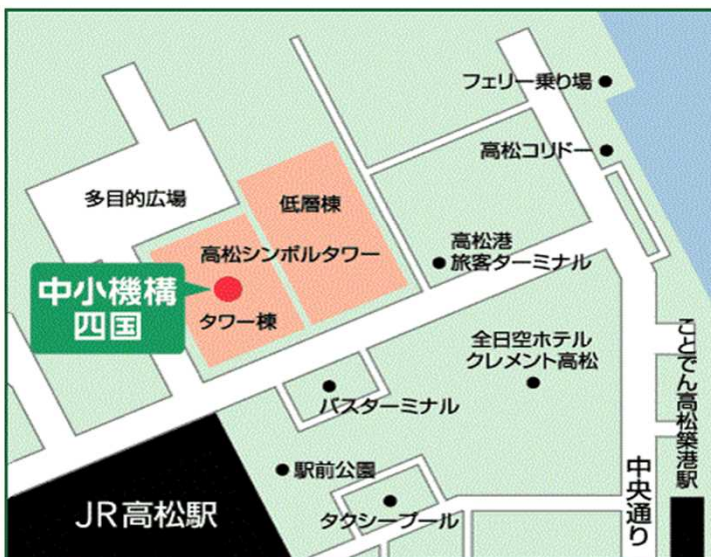 フェリー乗り場
高松コリドー
多目的広場
低層棟
高松シンボルタワー
高松港
旅客ターミナル
中小機構
四国
タワー棟
全日空ホテル
クレメント高松
バスターミナル
ことでん高松築港駅
駅前公園
中央通り
JR高松駅
タクシープール